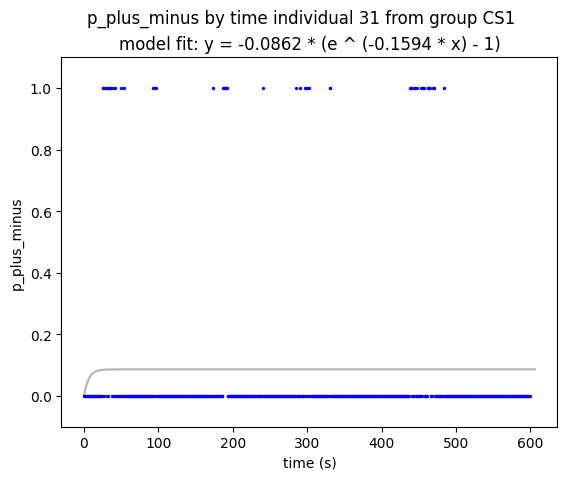 p_plus_minus by time individual 31 from group CS1
model fit: y = -0.0862 * (e ^ (-0.1594 * x) - 1)
1.0
0.8
0.6
0.4
0.2
0.0
p_plus_minus
0 100 200 300 400 500 600
time (s)